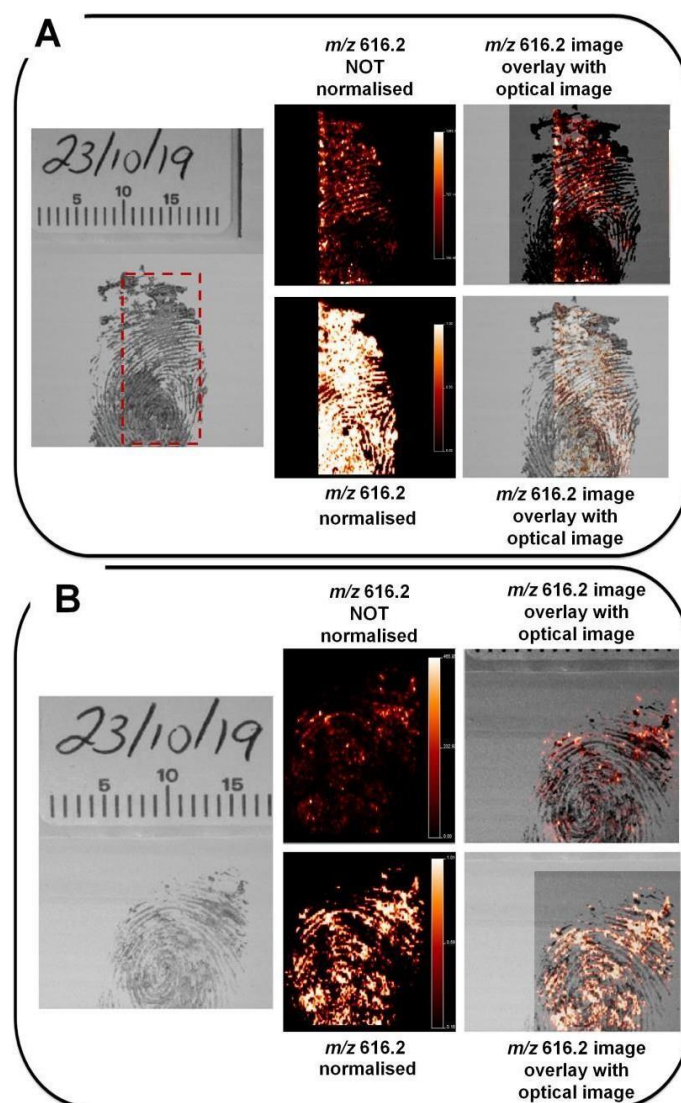 A
m/z 616.2
NOT
normalised
m/z 616.2 image
overlay with
optical image
23/10/19
5 10 15
m/z 616.2
normalised
m/z 616.2 image
overlay with
optical image
B
m/z 616.2
NOT
normalised
m/z 616.2 image
overlay with
optical image
23/10/19
5 10 15
m/z 616.2
normalised
m/z 616.2 image
overlay with
optical image